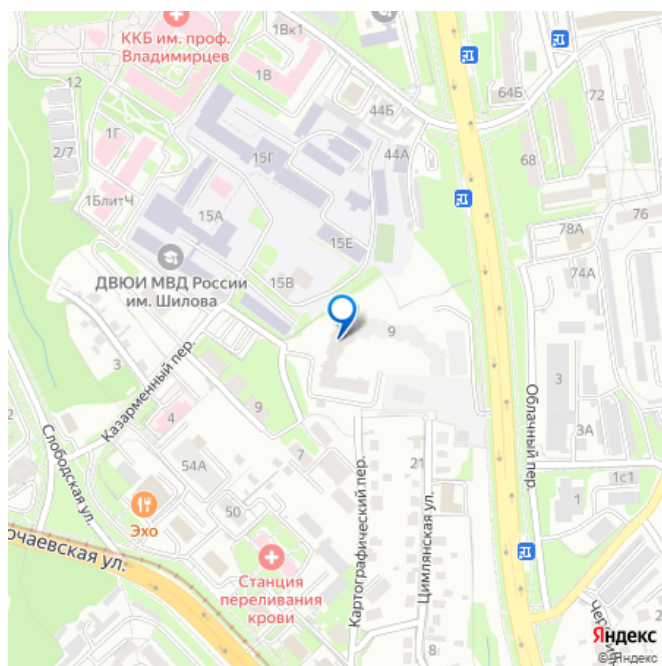 ККБ им. проф.
Владимирцев
1Вк1
12
1В
44Б
64Б
72
2/7
1Г
15Г
44А
68
1БлитЧ
15А
76
78А
15Е
ДВЮИ МВД России
им. Шилова
15В
74А
3
Казарменный пер.
9
3
9
Облачный пер.
4
3А
Слободская ул.
54А
7
21
1с1
Картографический пер.
Цимлянская ул.
50
1
Эхо
очаевская ул.
Станция
переливания
крови
8
Яндекс
© Яндекс